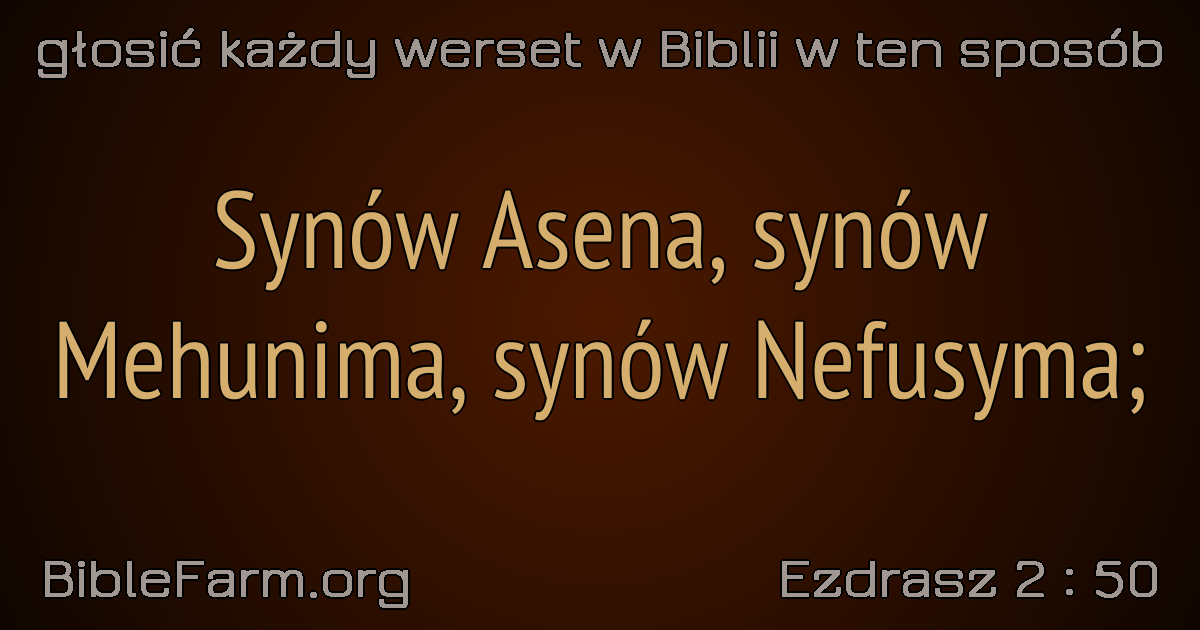 głosić każdy werset w Biblii w ten sposób
Synów Asena, synów
Mehunima, synów Nefusyma;
BibleFarm.org
Ezdrasz 2 : 50